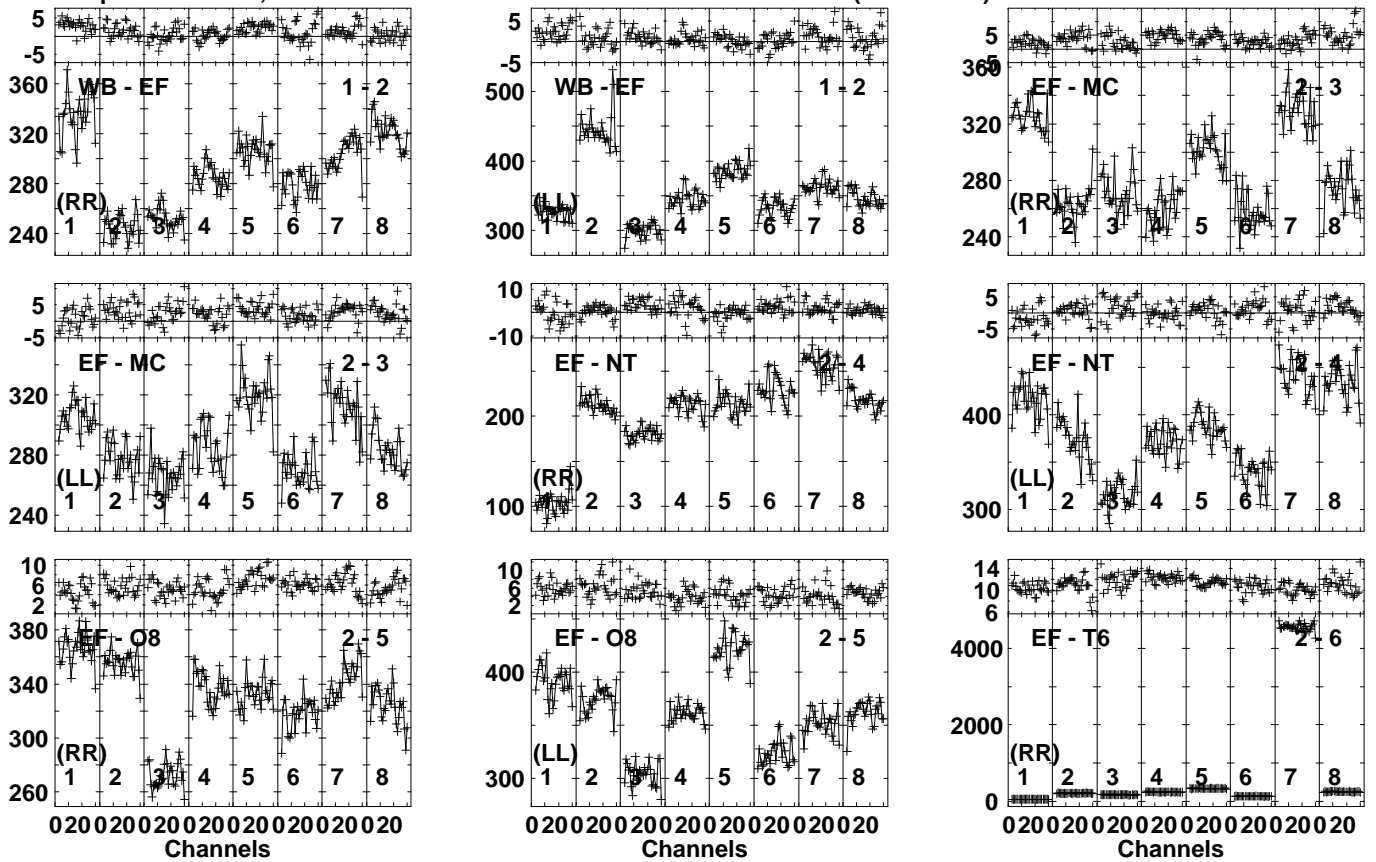 5 5 5
-5 -5 5
360 WB - EF 1 - 2 500 WB - EF 1 - 2 360 EF - MC 2 - 3
320 400 320
280 280
(RR) (LL) (RR)
240 300 240
1 2 3 4 5 6 7 8 1 2 3 4 5 6 7 8 1 2 3 4 5 6 7 8
5 10 5
-5 -10 -5
EF - MC 2 - 3 EF - NT 2 - 4 EF - NT 2 - 4
320 200 400
280
(LL) (RR) (LL)
240 100 300
1 2 3 4 5 6 7 8 1 2 3 4 5 6 7 8 1 2 3 4 5 6 7 8
10 10 14
6 6 10
2 2 6
380 EF - O8 2 - 5 EF - O8 2 - 5 EF - T6 2 - 6
340 400 4000
300 2000
(RR) (LL) (RR)
260 300 0
1 2 3 4 5 6 7 8 1 2 3 4 5 6 7 8 1 2 3 4 5 6 7 8
0 20 0 20 0 20 0 20 0 20 0 20 0 20 0 20 0 20 0 20 0 20 0 20 0 20 0 20 0 20 0 20 0 20 0 20 0 20 0 20 0 20 0 20 0 20 0 20
Channels Channels Channels